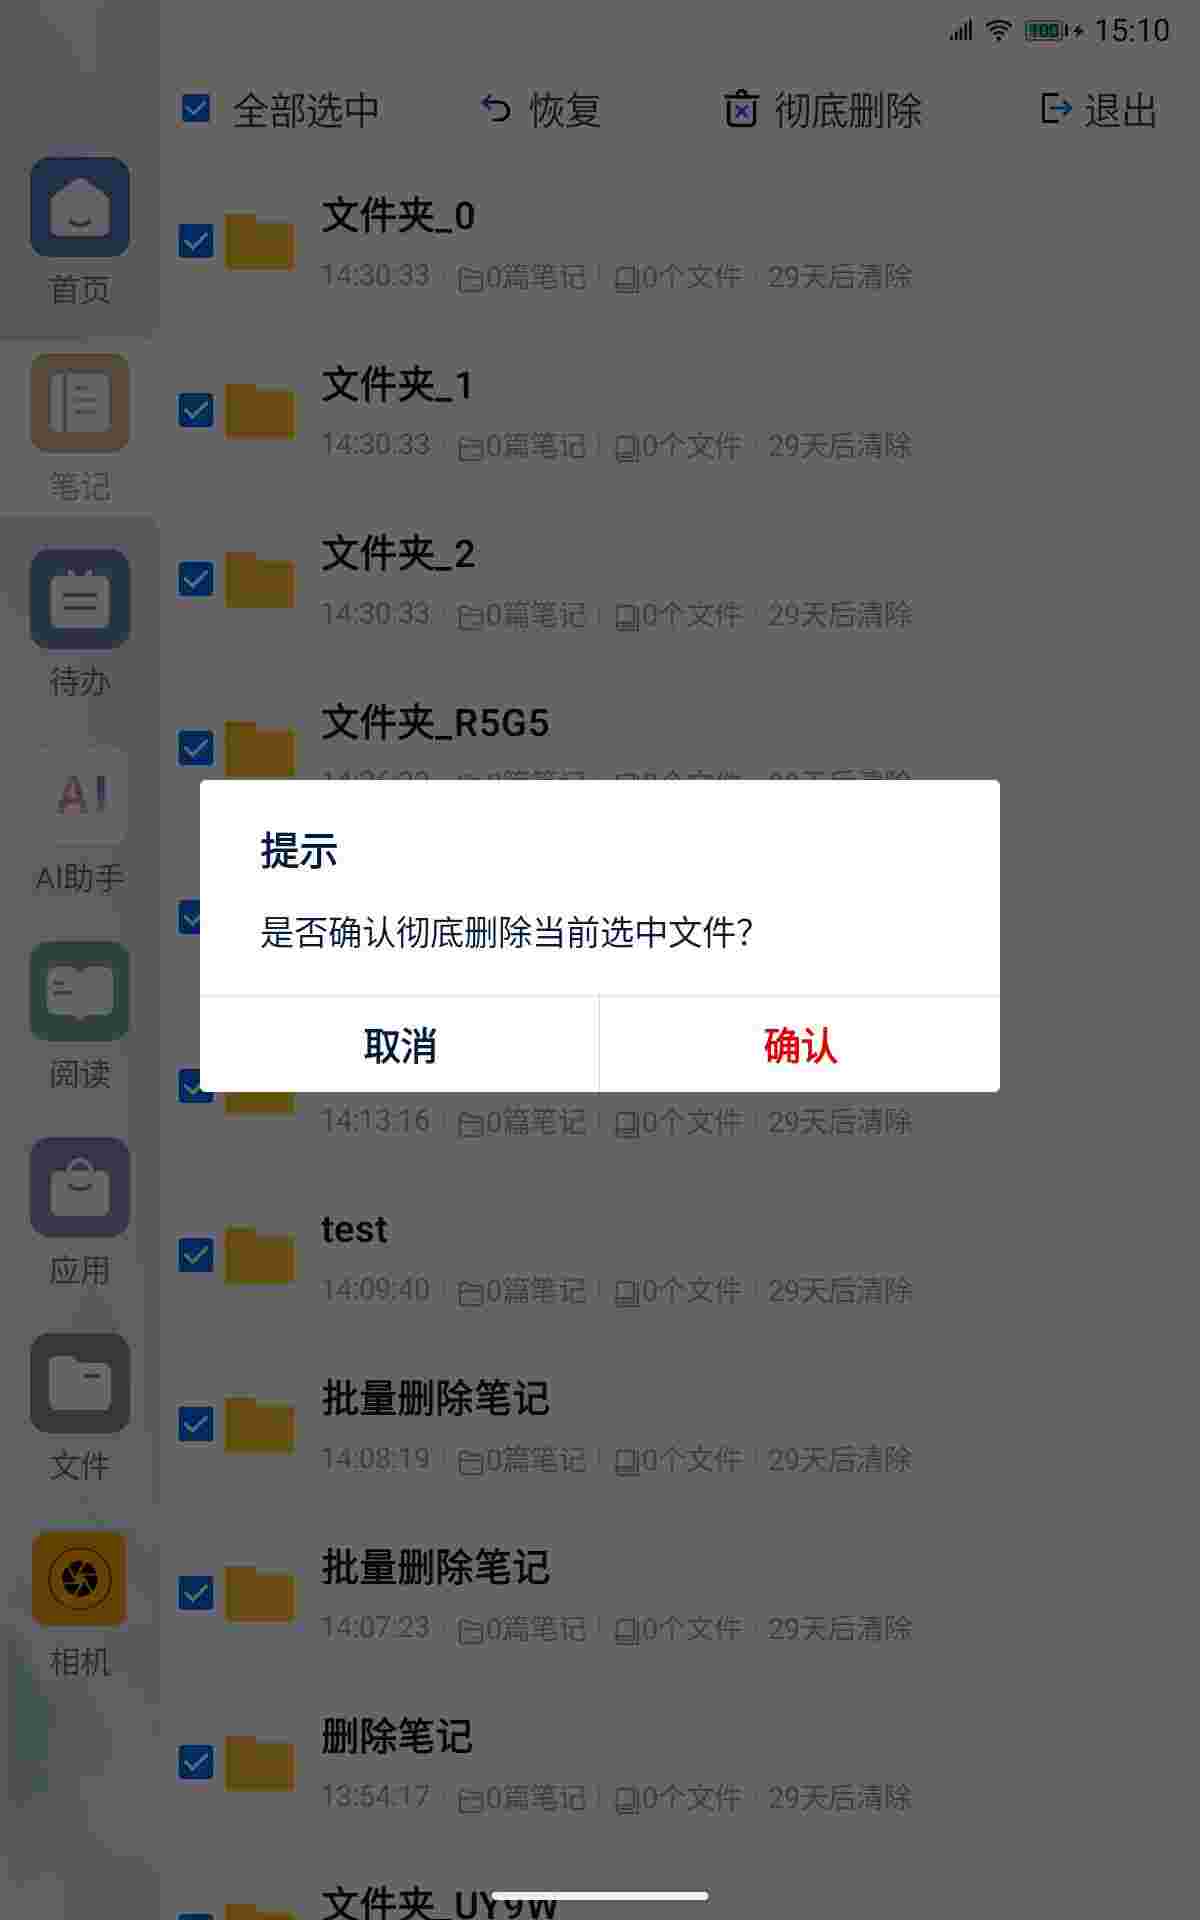 15:10
全部选中 恢复 彻底删除 退出
首页
笔记
待办
AI助手
阅读
应用
文件
相机
文件夹_0
14:30:33 0篇笔记 0个文件 29天后清除
文件夹_1
14:30:33 0篇笔记 0个文件 29天后清除
文件夹_2
14:30:33 0篇笔记 0个文件 29天后清除
文件夹_R5G5
提示
是否确认彻底删除当前选中文件?
取消 确认
14:13:16 0篇笔记 0个文件 29天后清除
test
14:09:40 0篇笔记 0个文件 29天后清除
批量删除笔记
14:08:19 0篇笔记 0个文件 29天后清除
批量删除笔记
14:07:23 0篇笔记 0个文件 29天后清除
删除笔记
13:54:17 0篇笔记 0个文件 29天后清除
文件夹_UY9W